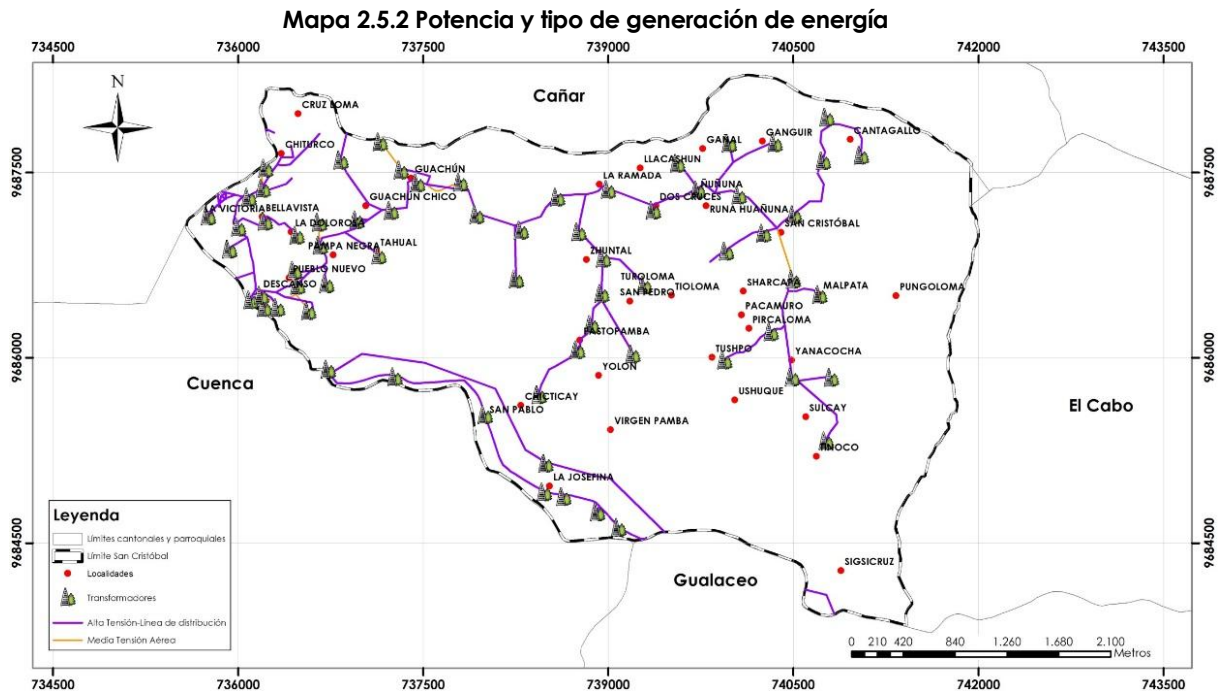 Mapa 2.5.2 Potencia y tipo de generación de energía
734500 736000 737500 739000 740500 742000 743500
N
Cañar
CRUZ LOMA
CHITURCO
GUACHÚN
GUACHÚN CHICO
LA VICTORIA
BELLAVISTA
LA DOLOROSA
PAMPA NEGRA
TAHUAL
PUEBLO NUEVO
DESCANSO
GAÑAL
GANGUIR
CANTAGALLO
LLACASHUN
LA RAMADA
ÑUÑUNA
DOS CRUCES
RUNA HUAÑUNA
SAN CRISTÓBAL
ZHUNTAL
TUROLOMA
TIOLOMA
SAN PEDRO
SHARCAPA
MALPATA
PUNGOLOMA
PACAMURO
PIRCALOMA
PASTOPAMBA
TUSHPO
YANACOCHA
YOLÓN
Cuenca
CHICTICAY
SAN PABLO
USHUQUE
SULCAY
El Cabo
VIRGEN PAMBA
TINOCO
LA JOSEFINA
SIGSICRUZ
Gualaceo
9687500
9686000
9684500
9687500
9686000
9684500
Leyenda
Límites cantonales y parroquiales
Límite San Cristóbal
Localidades
Transformadores
Alta Tensión-Línea de distribución
Media Tensión Aérea
0 210 420 840 1.260 1.680 2.100
Metros
734500 736000 737500 739000 740500 742000 743500